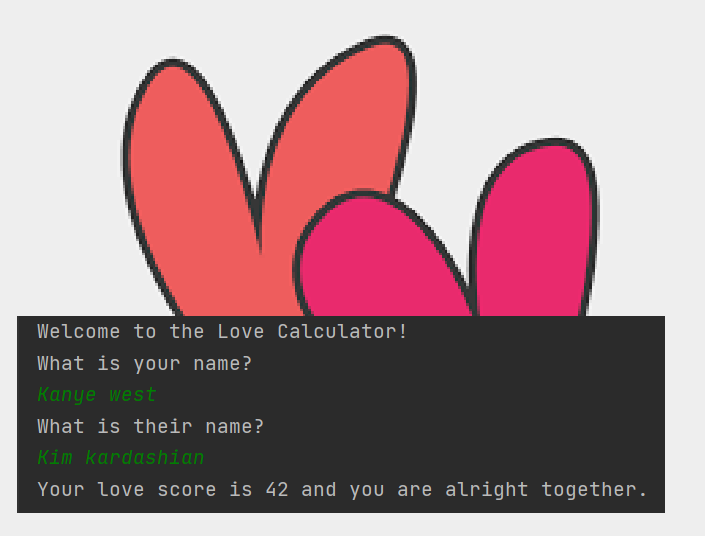 Welcome to the Love Calculator!
What is your name?
Kanye west
What is their name?
Kim kardashian
Your love score is 42 and you are alright together.